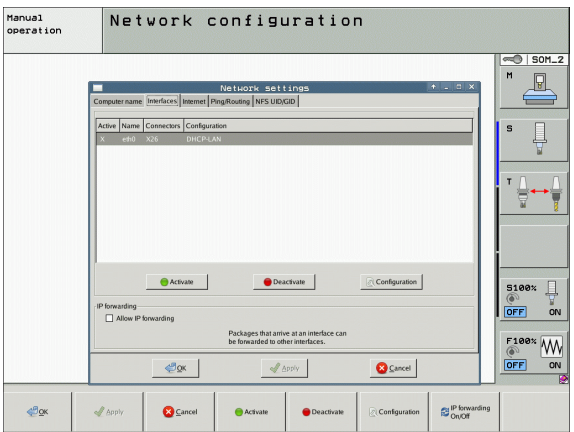 Manual
operation
Network configuration
SOM_2
M
Network settings
Computer name Interfaces Internet Ping/Routing NFS UID/GID
Active Name Connectors Configuration
X eth0 X26 DHCP-LAN
S
T
Activate Deactivate Configuration
IP forwarding
Allow IP forwarding
Packages that arrive at an interface can
be forwarded to other interfaces.
OK Apply Cancel
S100%
OFF ON
F100%
OFF ON
OK Apply Cancel Activate Deactivate Configuration IP forwarding
On/Off